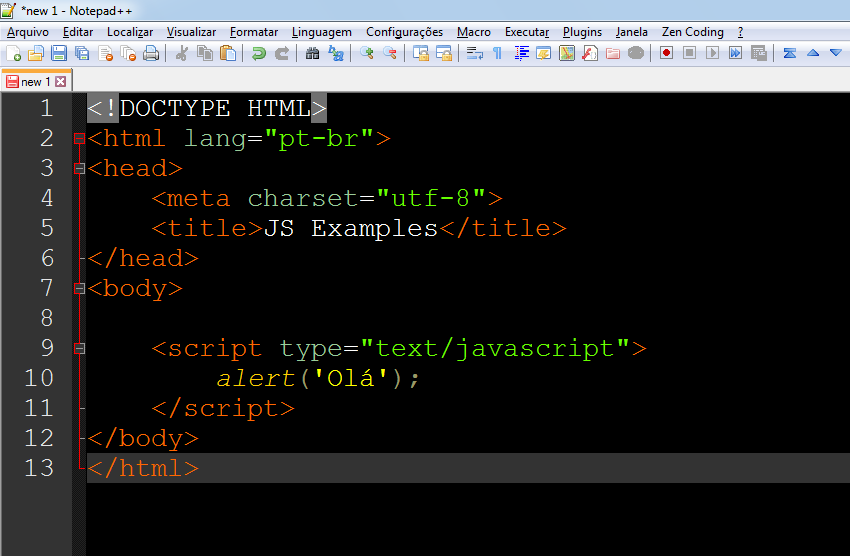 *new 1 - Notepad++
Arquivo Editar Localizar Visualizar Formatar Linguagem Configurações Macro Executar Plugins Janela Zen Coding ?
new 1
1 <!DOCTYPE HTML>
2 <html lang="pt-br">
3 <head>
4     <meta charset="utf-8">
5     <title>JS Examples</title>
6 </head>
7 <body>
8
9     <script type="text/javascript">
10         alert('Olá');
11     </script>
12 </body>
13 </html>